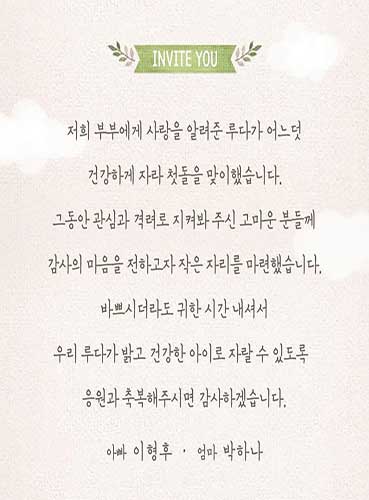 INVITE YOU
저희 부부에게 사랑을 알려준 루다가 어느덧
건강하게 자라 첫돌을 맞이했습니다.
그동안 관심과 격려로 지켜봐 주신 고마운 분들께
감사의 마음을 전하고자 작은 자리를 마련했습니다.
바쁘시더라도 귀한 시간 내셔서
우리 루다가 밝고 건강한 아이로 자랄 수 있도록
응원과 축복해주시면 감사하겠습니다.
아빠 이형후 · 엄마 박하나